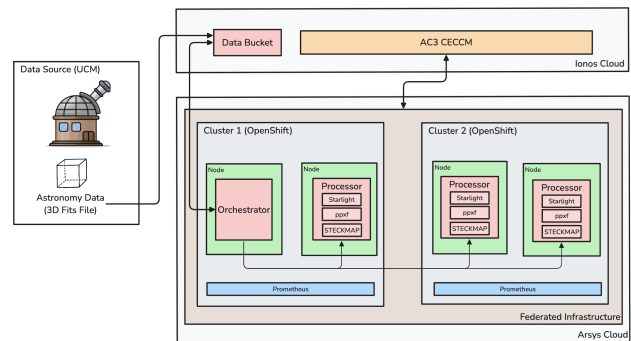 Data Source (UCM)
Astronomy Data
(3D Fits File)
Data Bucket
AC3 CECCM
Ionos Cloud
Cluster 1 (OpenShift)
Node
Orchestrator
Node
Processor
Starlight
ppxf
STECKMAP
Prometheus
Cluster 2 (OpenShift)
Node
Processor
Starlight
ppxf
STECKMAP
Node
Processor
Starlight
ppxf
STECKMAP
Prometheus
Federated Infrastructure
Arsys Cloud